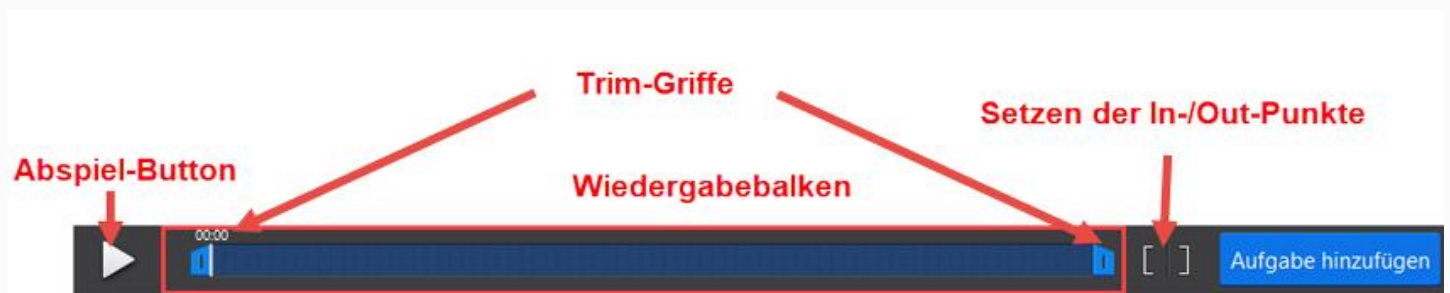 Trim-Griffe
Setzen der In-/Out-Punkte
Abspiel-Button
Wiedergabebalken
00:00
[ ]
Aufgabe hinzufügen